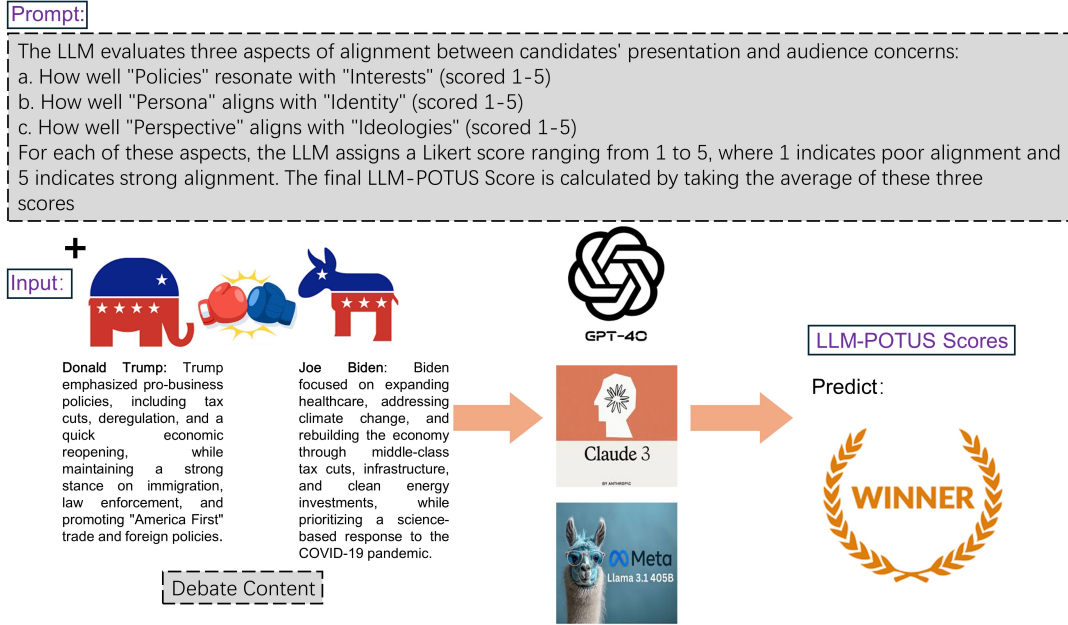 Prompt:
The LLM evaluates three aspects of alignment between candidates' presentation and audience concerns:
a. How well "Policies" resonate with "Interests" (scored 1-5)
b. How well "Persona" aligns with "Identity" (scored 1-5)
c. How well "Perspective" aligns with "Ideologies" (scored 1-5)
For each of these aspects, the LLM assigns a Likert score ranging from 1 to 5, where 1 indicates poor alignment and
5 indicates strong alignment. The final LLM-POTUS Score is calculated by taking the average of these three
scores
+
Input:
Donald Trump: Trump
emphasized pro-business
policies, including tax
cuts, deregulation, and a
quick economic
reopening, while
maintaining a strong
stance on immigration,
law enforcement, and
promoting "America First"
trade and foreign policies.
Joe Biden: Biden
focused on expanding
healthcare, addressing
climate change, and
rebuilding the economy
through middle-class
tax cuts, infrastructure,
and clean energy
investments, while
prioritizing a science-
based response to the
COVID-19 pandemic.
Debate Content
GPT-4O
Claude 3
BY ANTHROPIC
Meta
Llama 3.1 405B
LLM-POTUS Scores
Predict:
WINNER